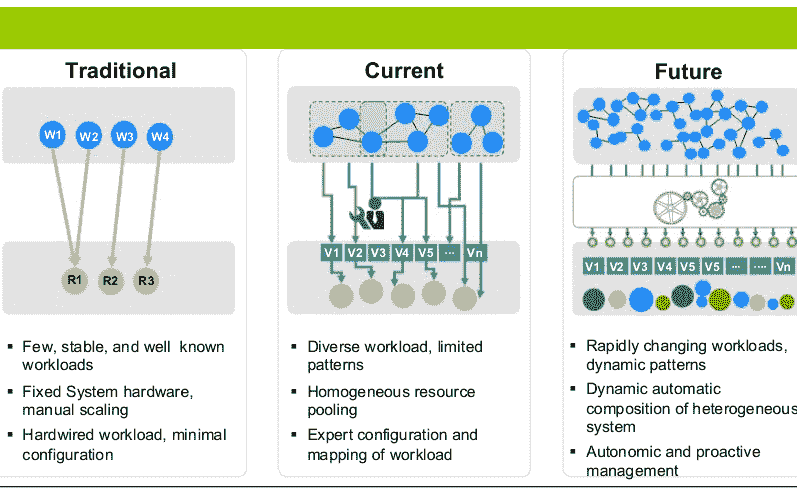 Traditional
W1 W2 W3 W4
R1 R2 R3
▪ Few, stable, and well known
workloads
▪ Fixed System hardware,
manual scaling
▪ Hardwired workload, minimal
configuration
Current
V1 V2 V3 V4 V5 ... Vn
▪ Diverse workload, limited
patterns
▪ Homogeneous resource
pooling
▪ Expert configuration and
mapping of workload
Future
V1 V2 V3 V4 V5 V5 ... .... Vn
▪ Rapidly changing workloads,
dynamic patterns
▪ Dynamic automatic
composition of heterogeneous
system
▪ Autonomic and proactive
management